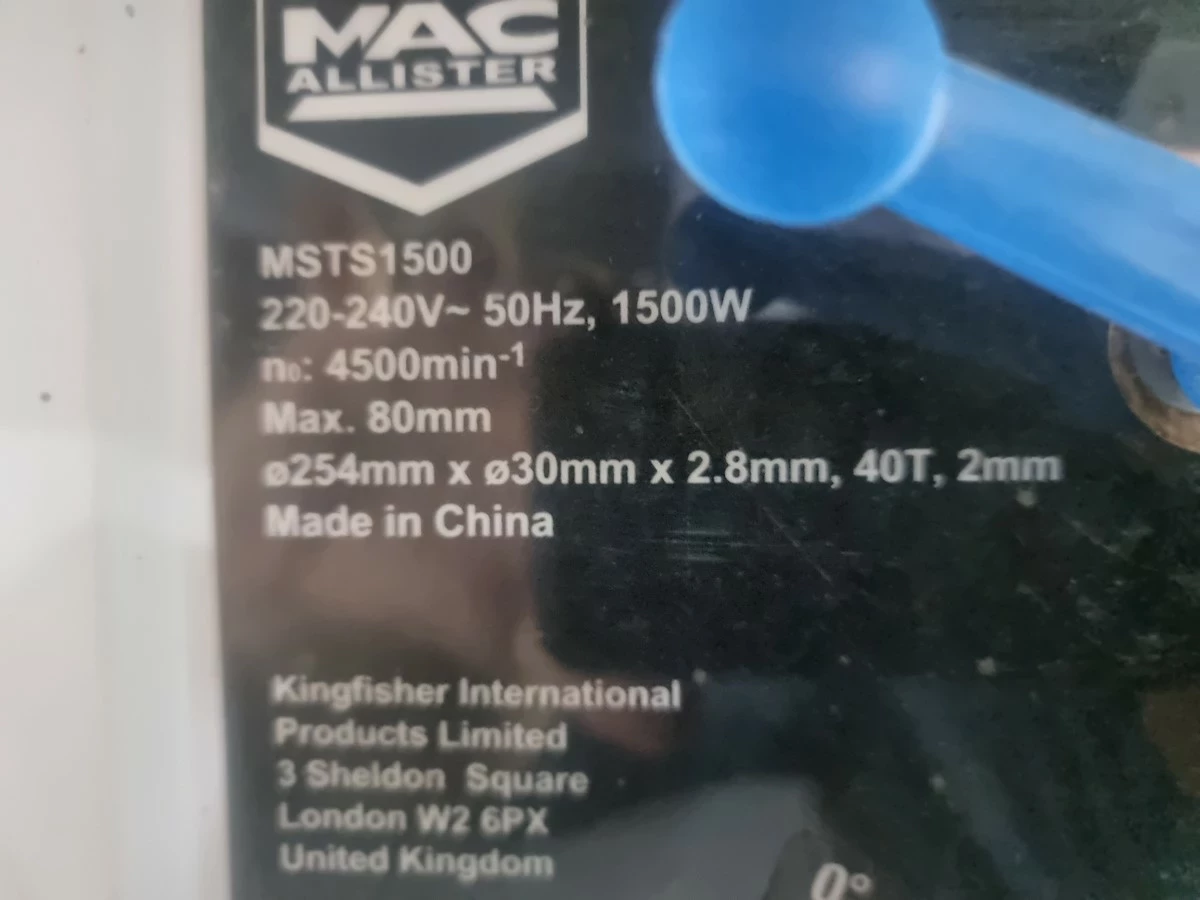 MAC
ALLISTER
MSTS1500
220-240V~ 50Hz, 1500W
n₀: 4500min⁻¹
Max. 80mm
ø254mm x ø30mm x 2.8mm, 40T, 2mm
Made in China
Kingfisher International
Products Limited
3 Sheldon Square
London W2 6PX
United Kingdom
0°